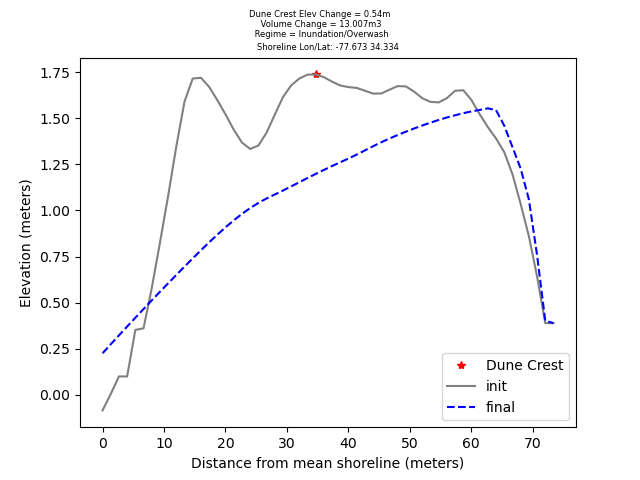 Dune Crest Elev Change = 0.54m
Volume Change = 13.007m3
Regime = Inundation/Overwash
Shoreline Lon/Lat: -77.673 34.334
1.75
1.50
1.25
1.00
0.75
0.50
0.25
0.00
Elevation (meters)
Dune Crest
init
final
0 10 20 30 40 50 60 70
Distance from mean shoreline (meters)